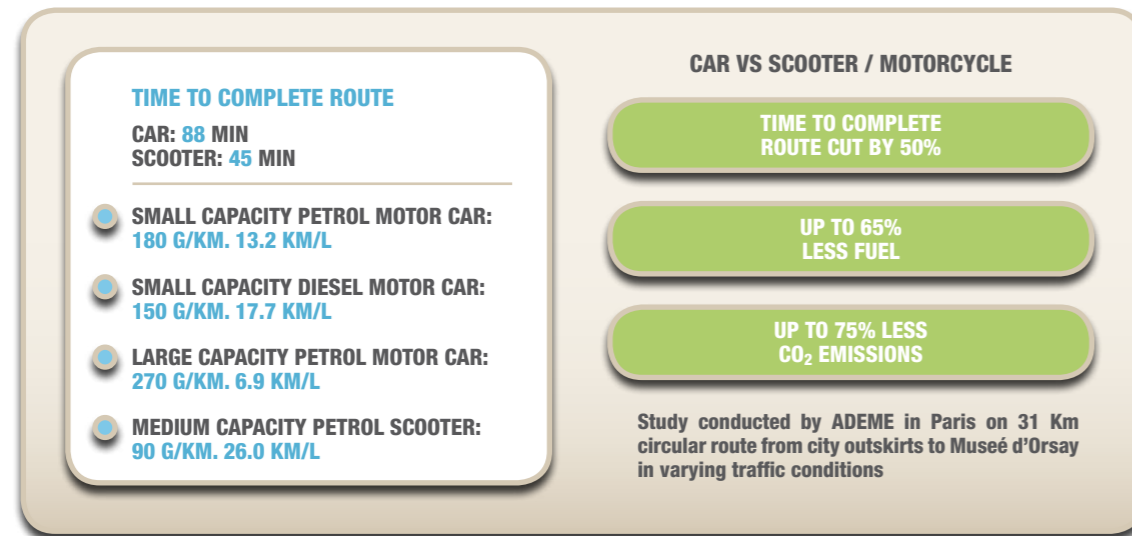 TIME TO COMPLETE ROUTE
CAR: 88 MIN
SCOOTER: 45 MIN
SMALL CAPACITY PETROL MOTOR CAR:
180 G/KM. 13.2 KM/L
SMALL CAPACITY DIESEL MOTOR CAR:
150 G/KM. 17.7 KM/L
LARGE CAPACITY PETROL MOTOR CAR:
270 G/KM. 6.9 KM/L
MEDIUM CAPACITY PETROL SCOOTER:
90 G/KM. 26.0 KM/L
CAR VS SCOOTER / MOTORCYCLE
TIME TO COMPLETE
ROUTE CUT BY 50%
UP TO 65%
LESS FUEL
UP TO 75% LESS
CO₂ EMISSIONS
Study conducted by ADEME in Paris on 31 Km
circular route from city outskirts to Museé d'Orsay
in varying traffic conditions